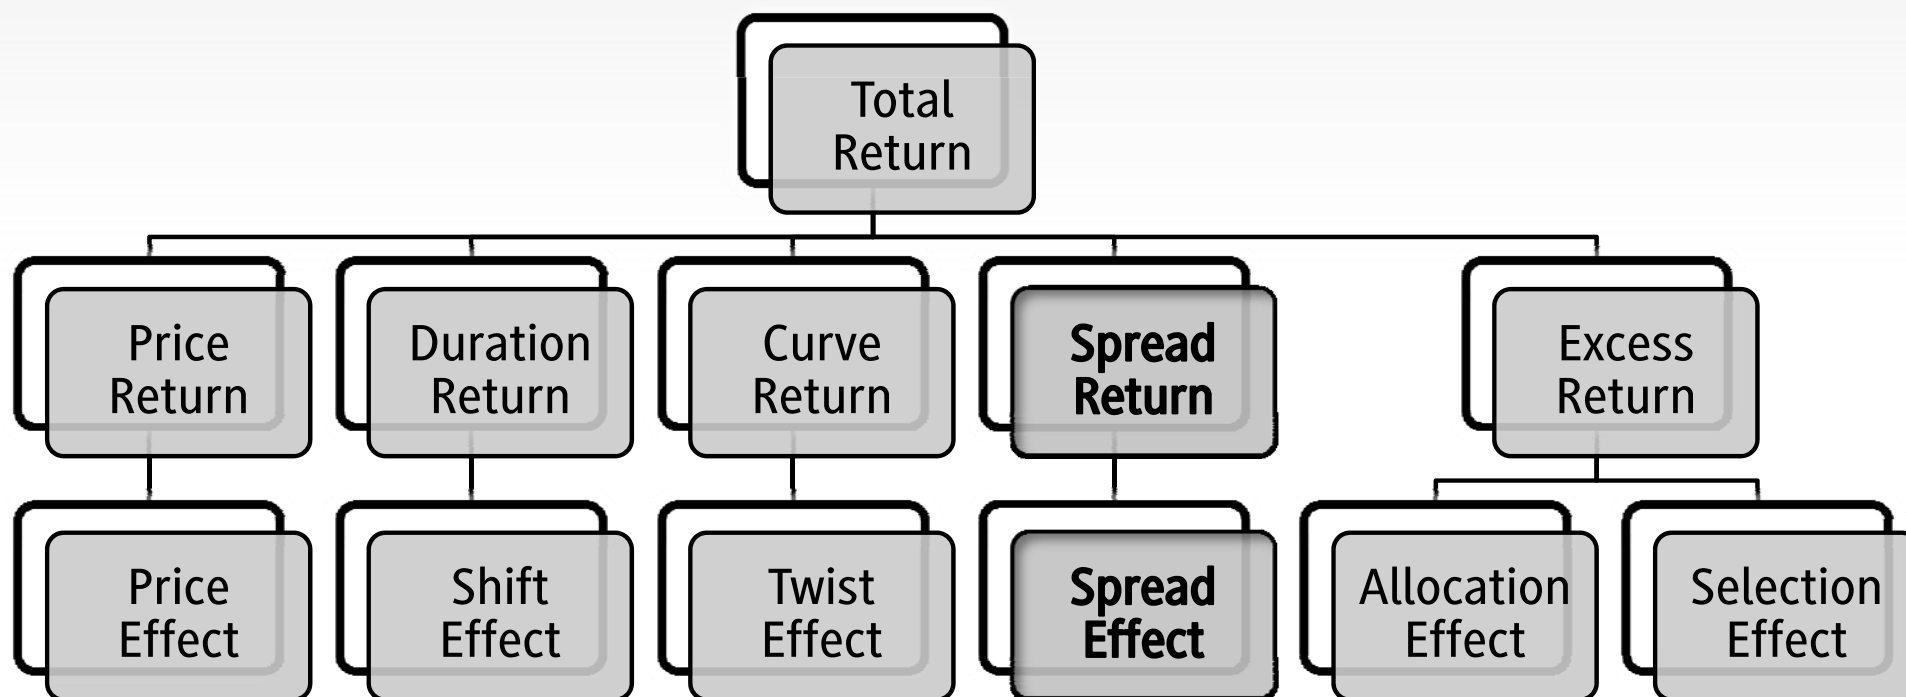 Total
Return
Price
Return
Duration
Return
Curve
Return
Spread
Return
Excess
Return
Price
Effect
Shift
Effect
Twist
Effect
Spread
Effect
Allocation
Effect
Selection
Effect